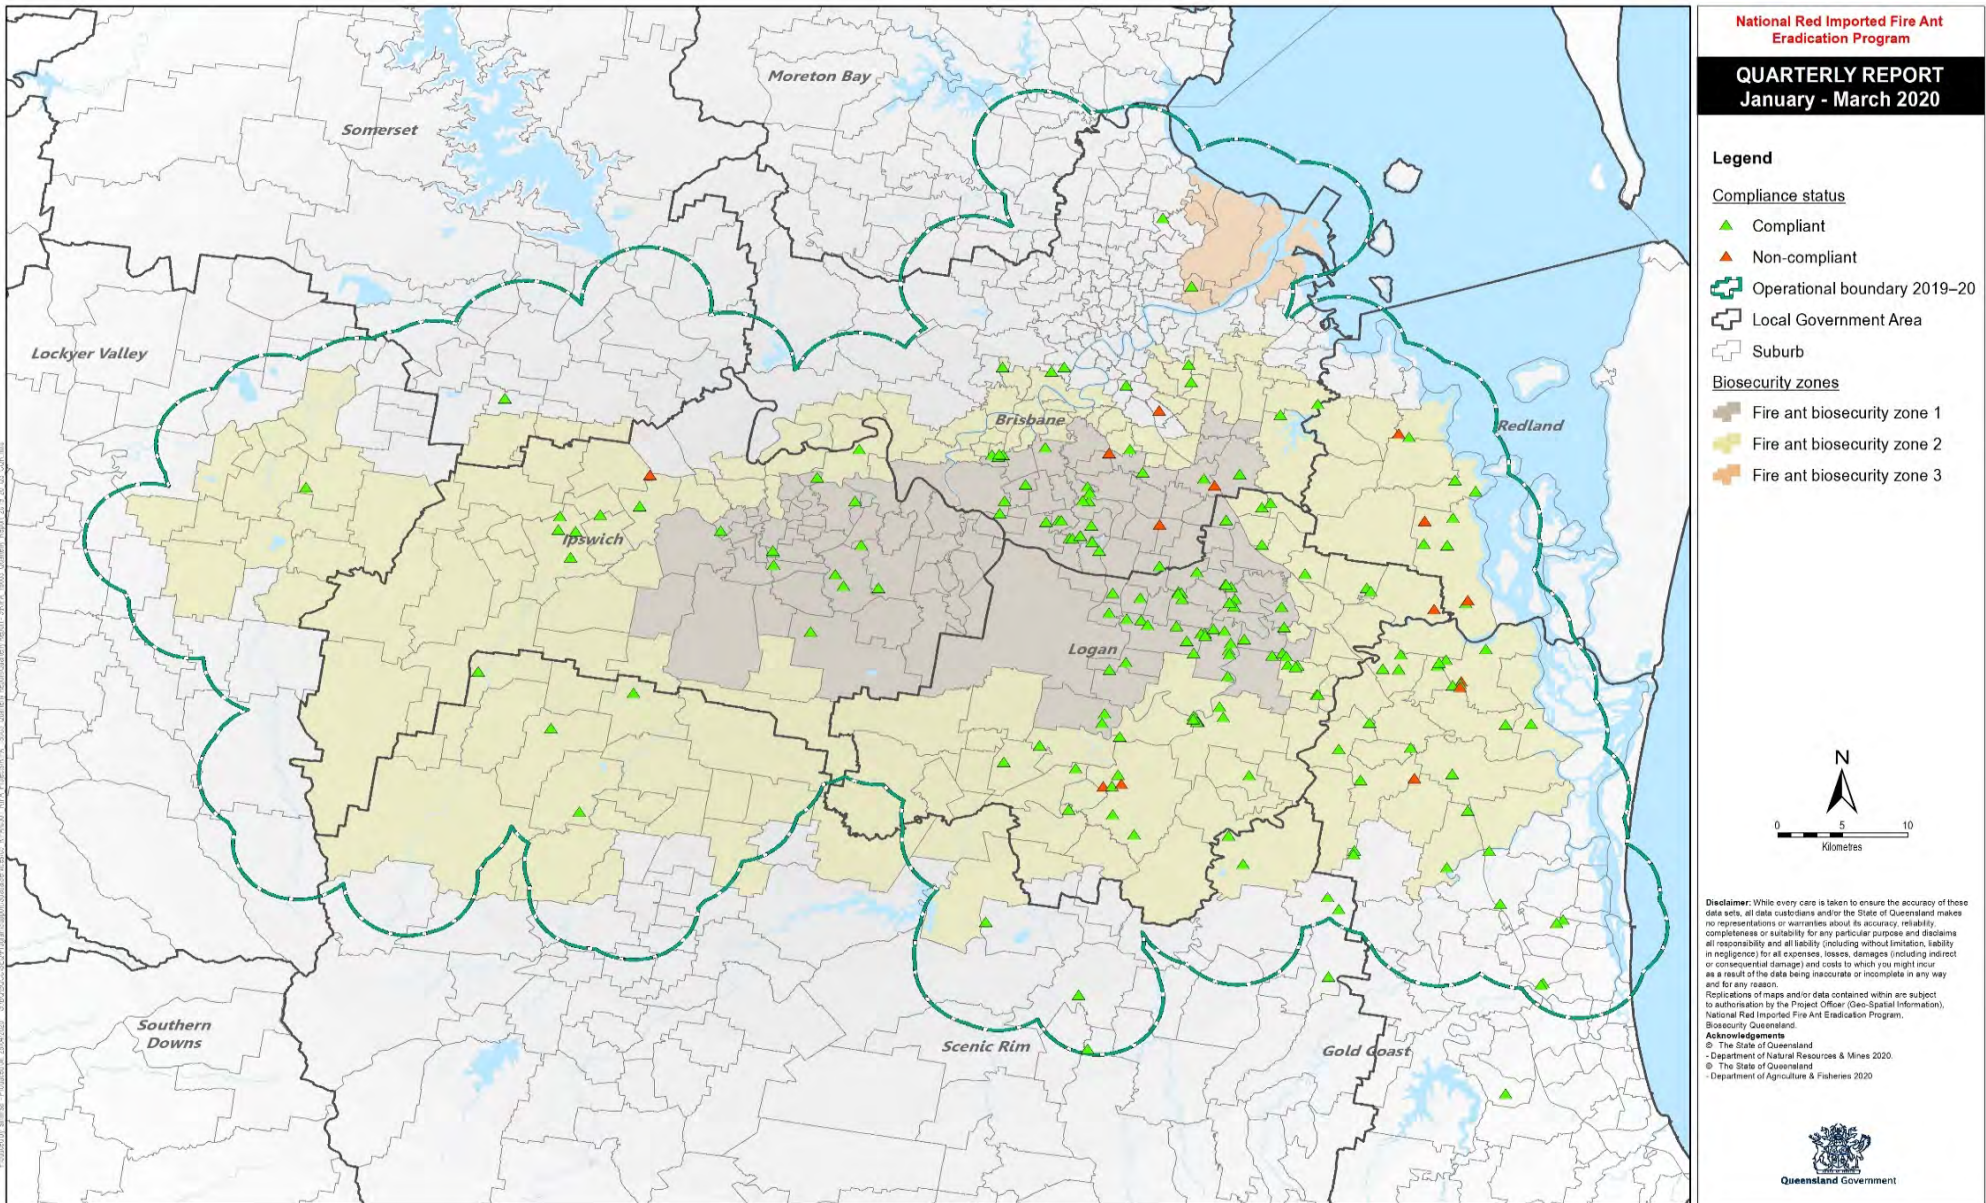 Moreton Bay
Somerset
Lockyer Valley
Brisbane
Redland
Ipswich
Logan
Southern
Downs
Scenic Rim
Gold Coast
National Red Imported Fire Ant
Eradication Program
QUARTERLY REPORT
January - March 2020
Legend
Compliance status
Compliant
Non-compliant
Operational boundary 2019–20
Local Government Area
Suburb
Biosecurity zones
Fire ant biosecurity zone 1
Fire ant biosecurity zone 2
Fire ant biosecurity zone 3
N
0 5 10
Kilometres
Disclaimer: While every care is taken to ensure the accuracy of these
data sets, all data custodians and/or the State of Queensland makes
no representations or warranties about its accuracy, reliability,
completeness or suitability for any particular purpose and disclaims
all responsibility and all liability (including without limitation, liability
in negligence) for all expenses, losses, damages (including indirect
or consequential damage) and costs to which you might incur
as a result of the data being inaccurate or incomplete in any way
and for any reason.
Replications of maps and/or data contained within are subject
to authorisation by the Project Officer (Geo-Spatial Information),
National Red Imported Fire Ant Eradication Program,
Biosecurity Queensland.
Acknowledgements
© The State of Queensland
- Department of Natural Resources & Mines 2020.
© The State of Queensland
- Department of Agriculture & Fisheries 2020
Queensland Government